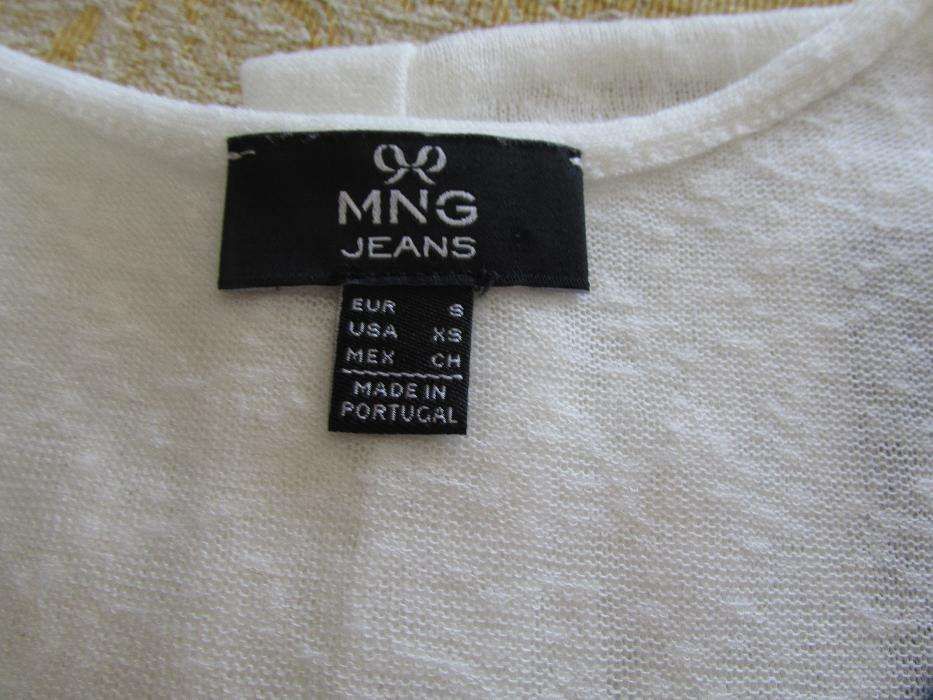 MNG
JEANS
EUR S
USA XS
MEX CH
MADE IN
PORTUGAL